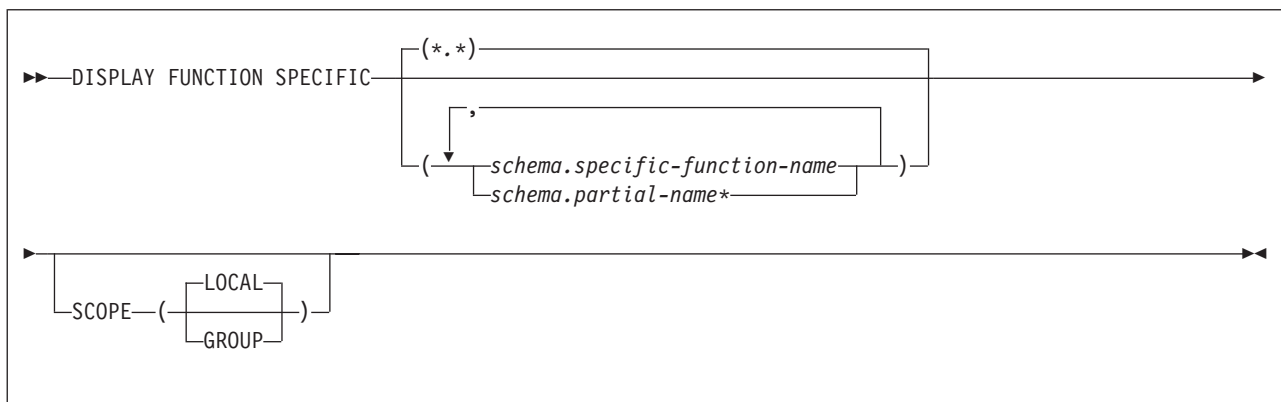 (*.*)
DISPLAY FUNCTION SPECIFIC
,
( schema.specific-function-name )
schema.partial-name*
LOCAL
SCOPE ( )
GROUP